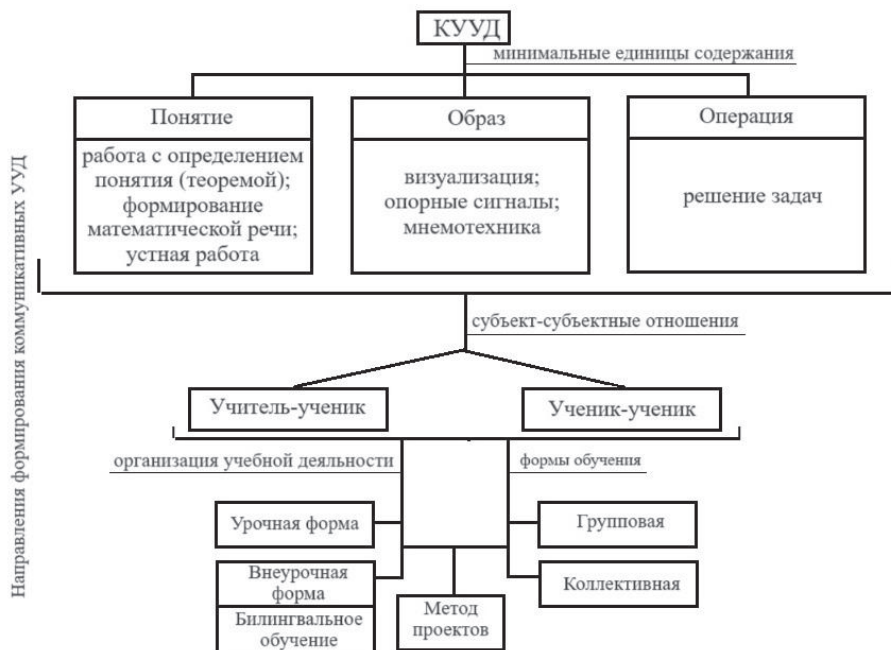 КУУД
минимальные единицы содержания
Понятие
работа с определением
понятия (теоремой);
формирование
математической речи;
устная работа
Образ
визуализация;
опорные сигналы;
мнемотехника
Операция
решение задач
Направления формирования коммуникативных УУД
субъект-субъектные отношения
Учитель-ученик
Ученик-ученик
организация учебной деяльности
формы обучения
Урочная форма
Внеурочная
форма
Билингвальное
обучение
Метод
проектов
Групповая
Коллективная